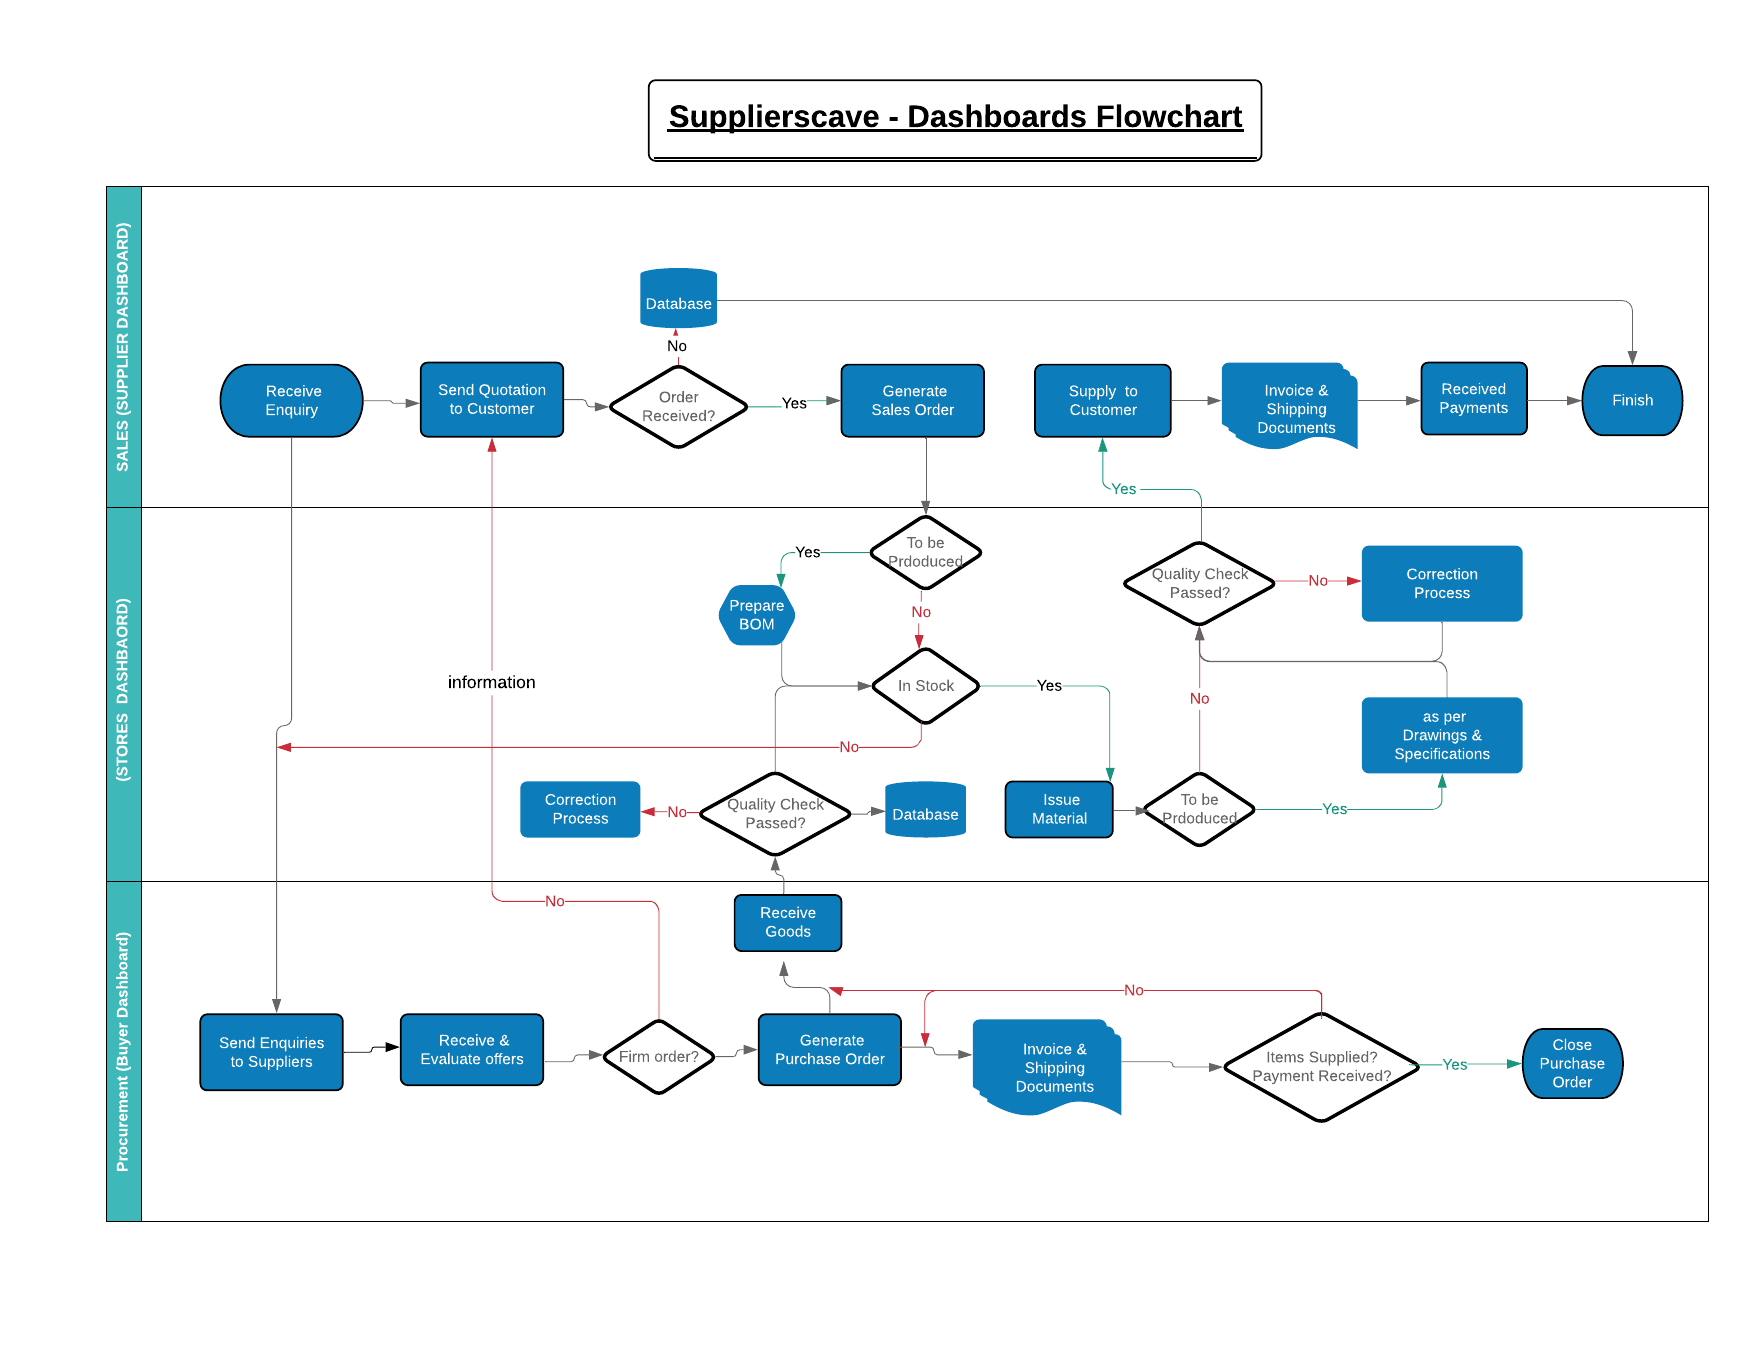 Supplierscave - Dashboards Flowchart
SALES (SUPPLIER DASHBOARD)
Database
No
Receive
Enquiry
Send Quotation
to Customer
Order
Received?
Yes
Generate
Sales Order
Supply to
Customer
Invoice &
Shipping
Documents
Received
Payments
Finish
Yes
(STORES DASHBAORD)
To be
Prdoduced
Yes
Prepare
BOM
No
Quality Check
Passed?
No
Correction
Process
information
In Stock
Yes
No
No
as per
Drawings &
Specifications
Correction
Process
No
Quality Check
Passed?
Database
Issue
Material
To be
Prdoduced
Yes
Procurement (Buyer Dashboard)
No
Receive
Goods
No
Send Enquiries
to Suppliers
Receive &
Evaluate offers
Firm order?
Generate
Purchase Order
Invoice &
Shipping
Documents
Items Supplied?
Payment Received?
Yes
Close
Purchase
Order